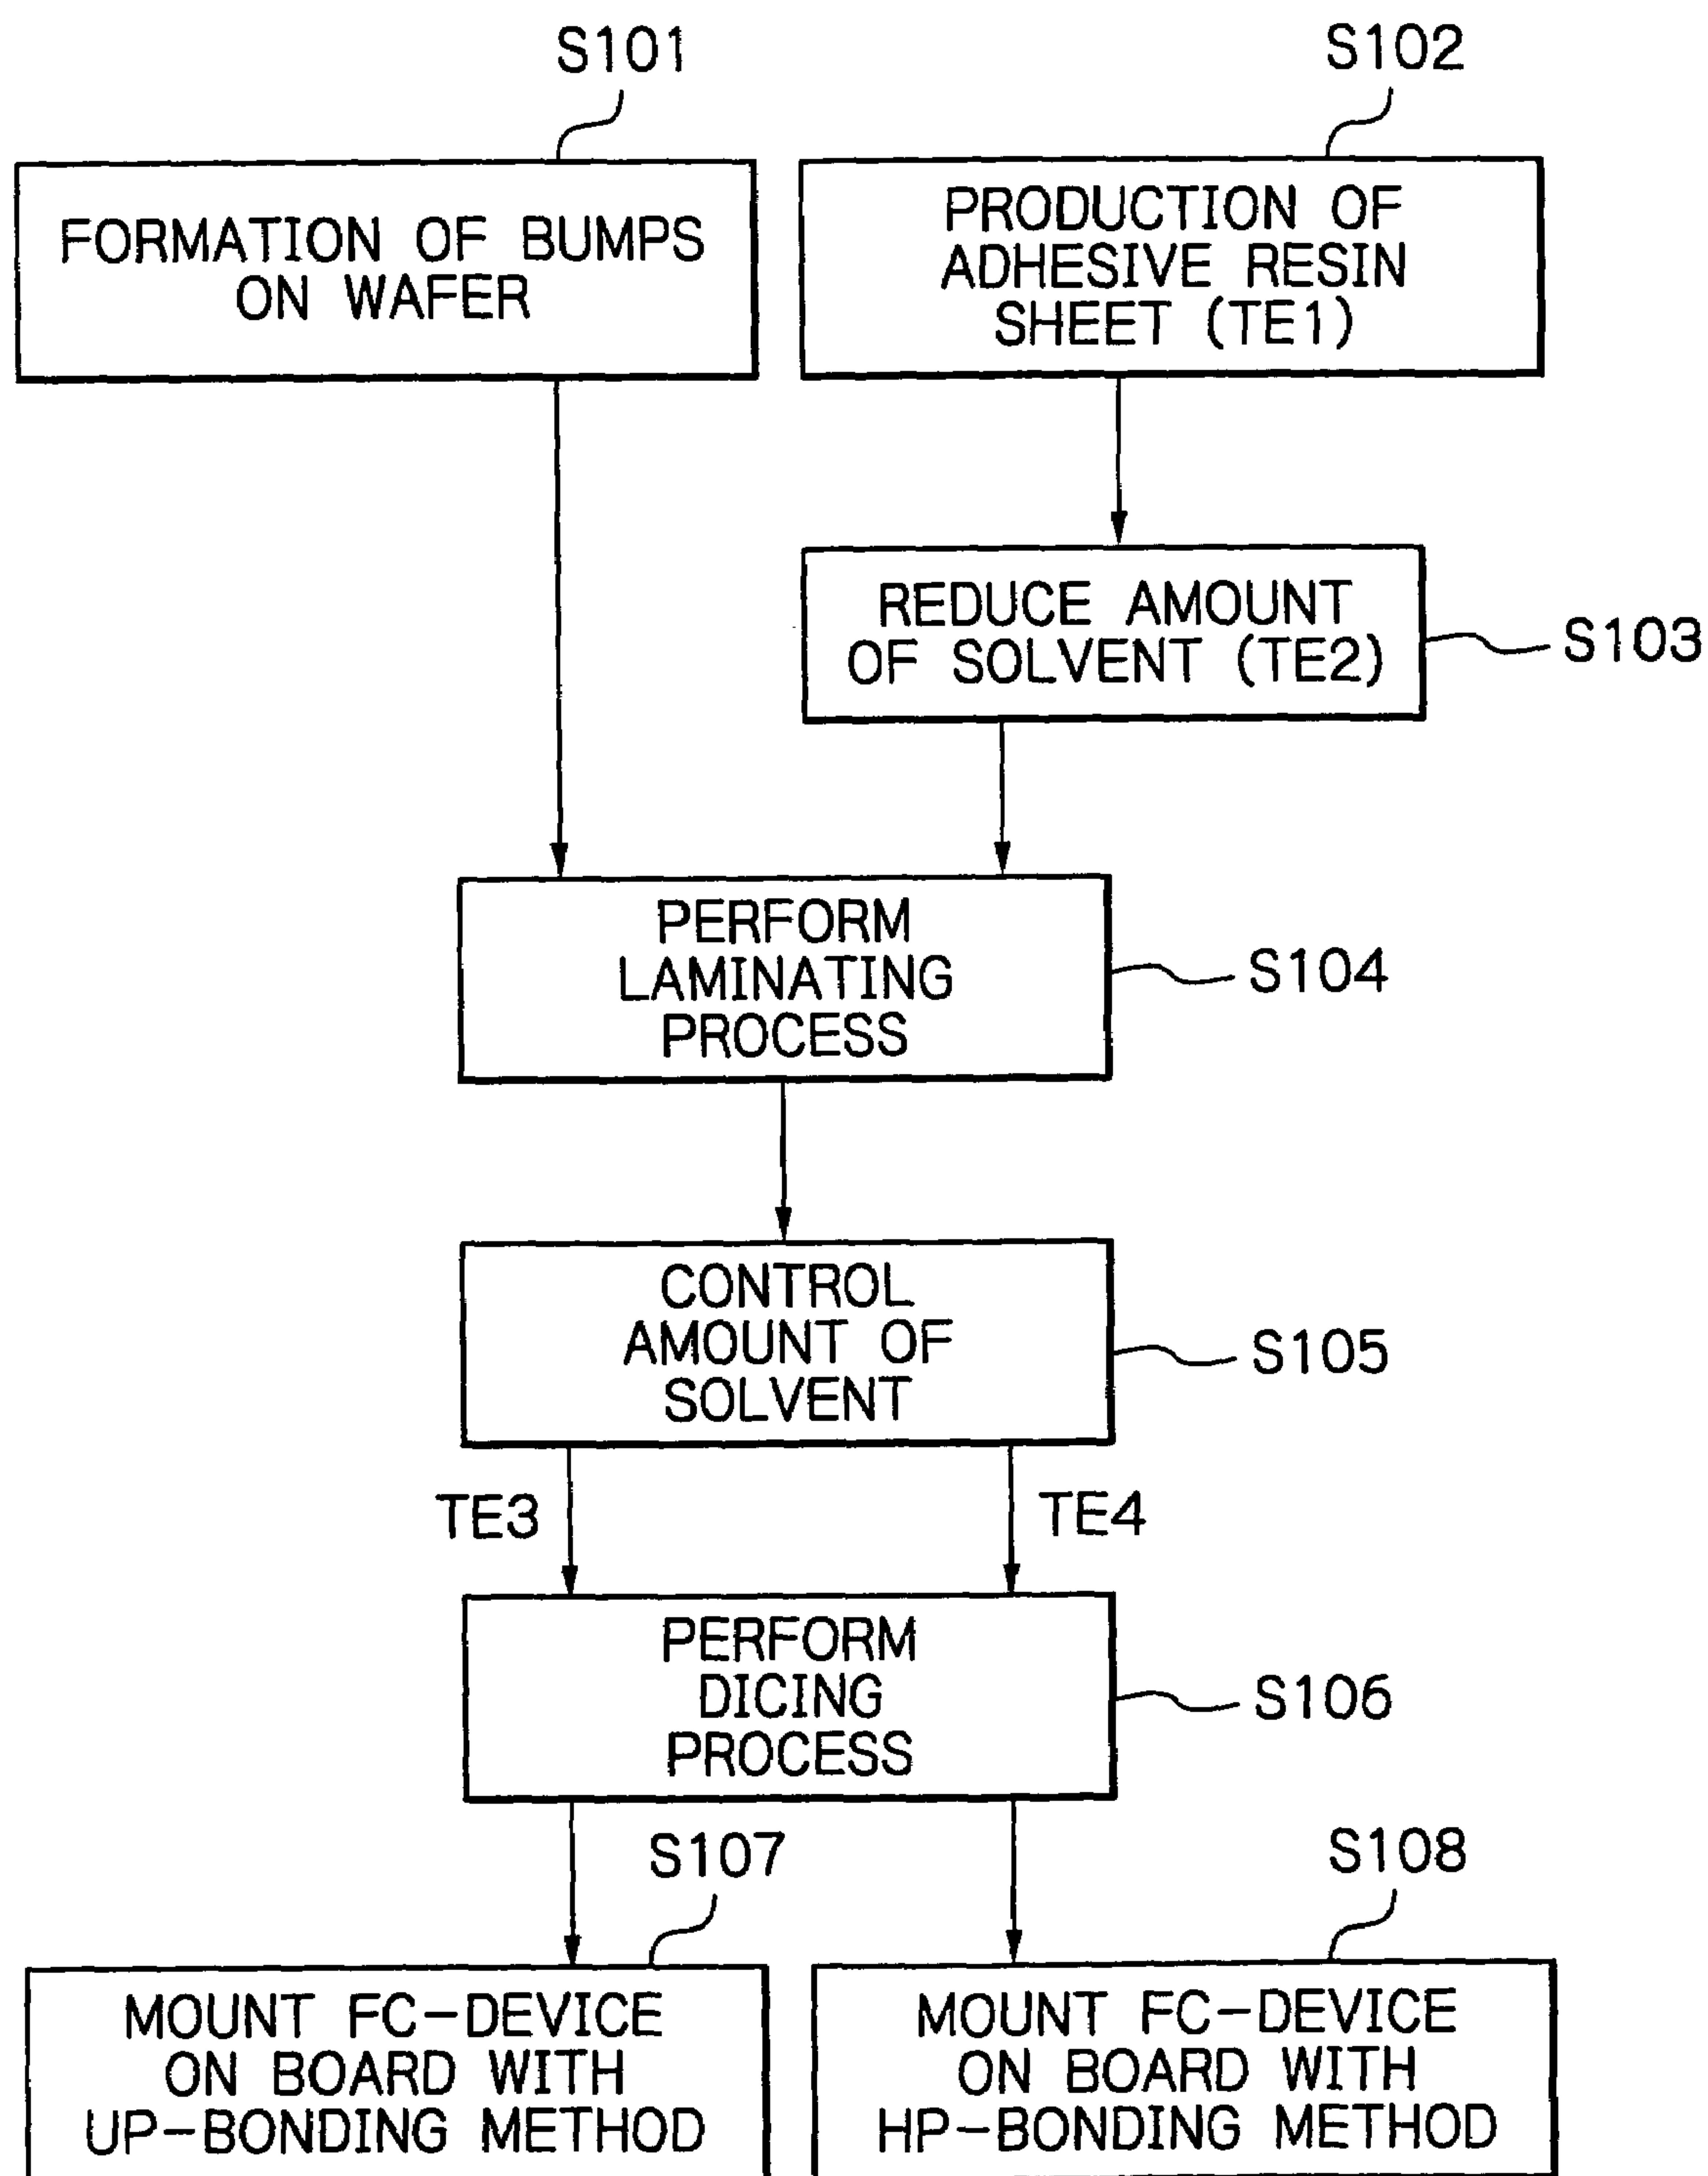 S101
S102
FORMATION OF BUMPS
ON WAFER
PRODUCTION OF
ADHESIVE RESIN
SHEET (TE1)
REDUCE AMOUNT
OF SOLVENT (TE2)
S103
PERFORM
LAMINATING
PROCESS
S104
CONTROL
AMOUNT OF
SOLVENT
S105
TE3
TE4
PERFORM
DICING
PROCESS
S106
S107
S108
MOUNT FC-DEVICE
ON BOARD WITH
UP-BONDING METHOD
MOUNT FC-DEVICE
ON BOARD WITH
HP-BONDING METHOD